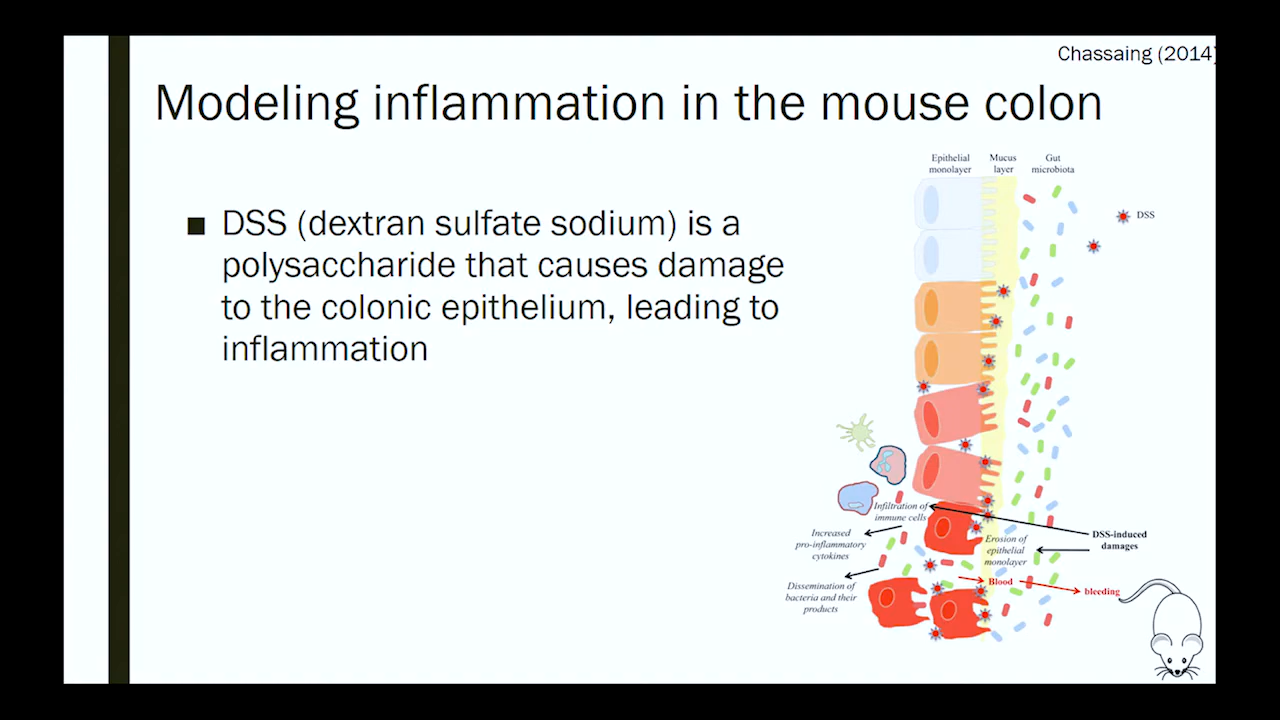 Chassaing (2014)
Modeling inflammation in the mouse colon
■ DSS (dextran sulfate sodium) is a
polysaccharide that causes damage
to the colonic epithelium, leading to
inflammation
Epithelial
monolayer
Mucus
layer
Gut
microbiota
DSS
Infiltration of
immune cells
Increased
pro-inflammatory
cytokines
Erosion of
epithelial
monolayer
DSS-induced
damages
Dissemination of
bacteria and their
products
Blood
bleeding